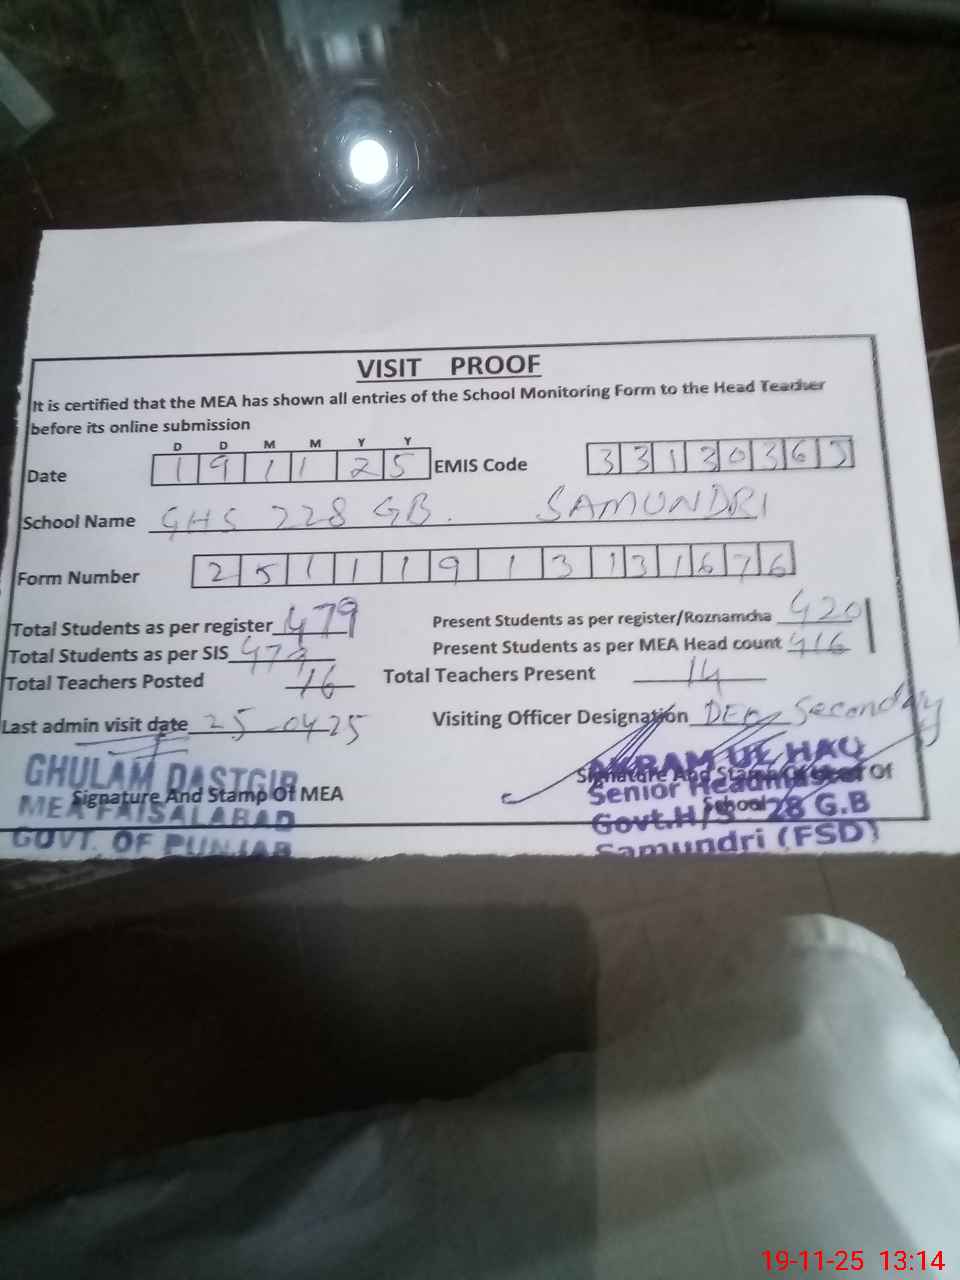 VISIT PROOF
It is certified that the MEA has shown all entries of the School Monitoring Form to the Head Teacher
before its online submission
D D M M Y Y
Date 1 9 1 1 2 5 EMIS Code 3 3 1 3 0 3 6 5
School Name GHS 228 GB. SAMUNDRI
Form Number 2 5 1 1 1 9 1 3 1 3 1 6 7 6
Total Students as per register 479 Present Students as per register/Roznamcha 420
Total Students as per SIS Present Students as per MEA Head count 416
Total Teachers Posted 16 Total Teachers Present 14
Last admin visit date 25-04-25 Visiting Officer Designation DEO Secondary
GHULAM DASTGIR
MEA FAISALABAD
GOVT. OF PUNJAB
Signature And Stamp Of MEA
AKRAM UL HAQ
Senior Headmaster
Govt.H/S 228 G.B
Samundri (FSD)
Signature And Stamp Of Of
School
19-11-25 13:14